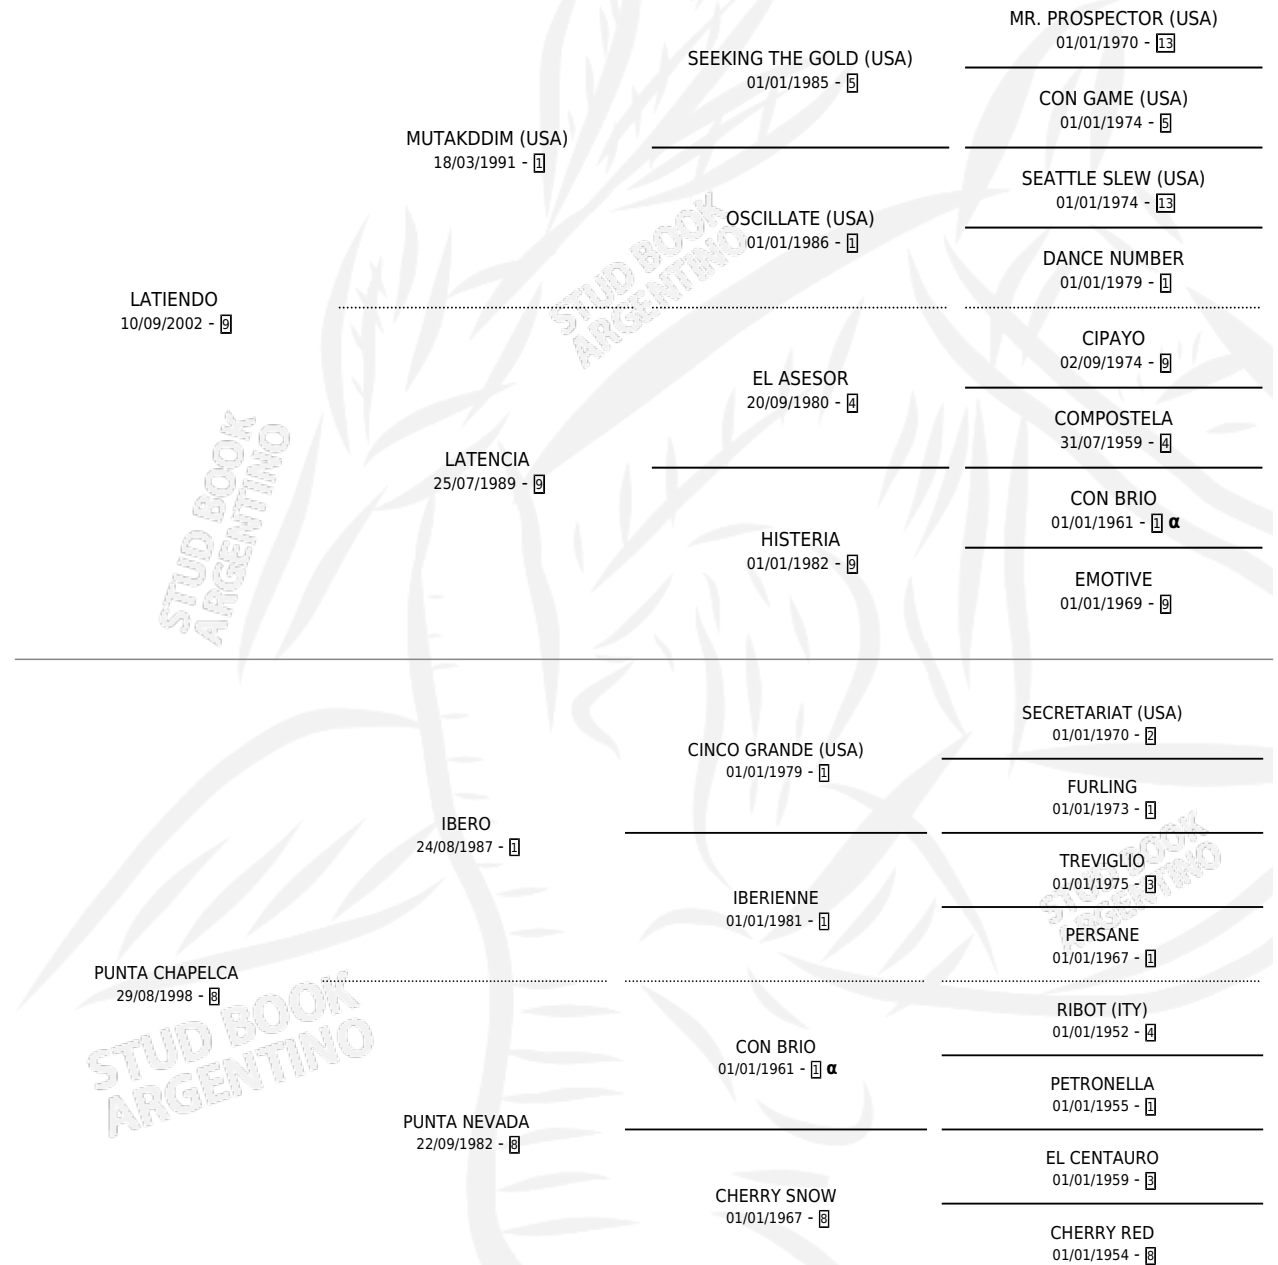 MR. PROSPECTOR (USA)
01/01/1970 - 13
SEEKING THE GOLD (USA)
01/01/1985 - 5
CON GAME (USA)
01/01/1974 - 5
MUTAKDDIM (USA)
18/03/1991 - 1
SEATTLE SLEW (USA)
01/01/1974 - 13
OSCILLATE (USA)
01/01/1986 - 1
DANCE NUMBER
01/01/1979 - 1
LATIENDO
10/09/2002 - 9
CIPAYO
02/09/1974 - 9
EL ASESOR
20/09/1980 - 4
COMPOSTELA
31/07/1959 - 4
LATENCIA
25/07/1989 - 9
CON BRIO
01/01/1961 - 1 α
HISTERIA
01/01/1982 - 9
EMOTIVE
01/01/1969 - 9
SECRETARIAT (USA)
01/01/1970 - 2
CINCO GRANDE (USA)
01/01/1979 - 1
FURLING
01/01/1973 - 1
IBERO
24/08/1987 - 1
TREVIGLIO
01/01/1975 - 3
IBERIENNE
01/01/1981 - 1
PERSANE
01/01/1967 - 1
PUNTA CHAPELCA
29/08/1998 - 8
RIBOT (ITY)
01/01/1952 - 4
CON BRIO
01/01/1961 - 1 α
PETRONELLA
01/01/1955 - 1
PUNTA NEVADA
22/09/1982 - 8
EL CENTAURO
01/01/1959 - 3
CHERRY SNOW
01/01/1967 - 8
CHERRY RED
01/01/1954 - 8
STUD BOOK
ARGENTINO
STUD BOOK
ARGENTINO
STUD BOOK
ARGENTINO
STUD BOOK
ARGENTINO